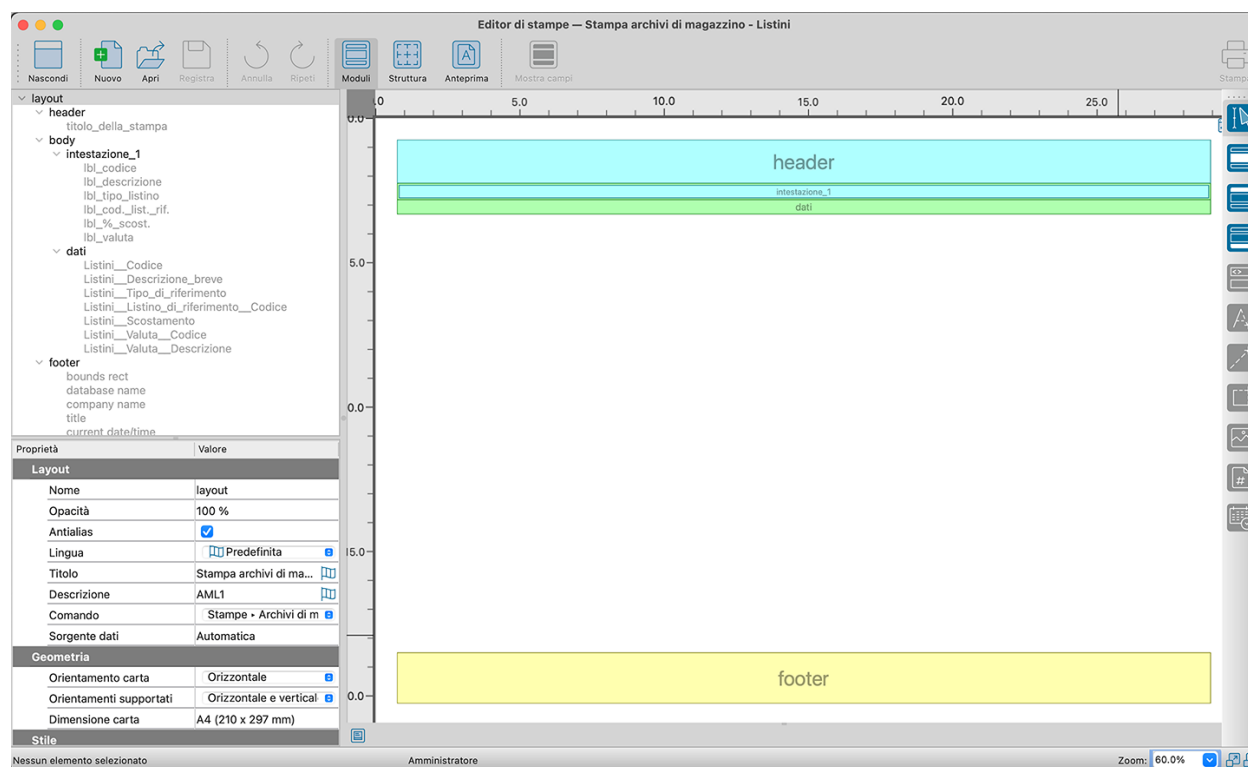 Editor di stampe — Stampa archivi di magazzino - Listini
Nascondi Nuovo Apri Registra Annulla Ripeti Moduli Struttura Anteprima Mostra campi
layout
header
titolo_della_stampa
body
intestazione_1
lbl_codice
lbl_descrizione
lbl_tipo_listino
lbl_cod._list._rif.
lbl_%_scost.
lbl_valuta
dati
Listini__Codice
Listini__Descrizione_breve
Listini__Tipo_di_riferimento
Listini__Listino_di_riferimento__Codice
Listini__Scostamento
Listini__Valuta__Codice
Listini__Valuta__Descrizione
footer
bounds rect
database name
company name
title
current date/time
Proprietà Valore
Layout
Nome layout
Opacità 100 %
Antialias
Lingua Predefinita
Titolo Stampa archivi di ma...
Descrizione AML1
Comando Stampe ‣ Archivi di m
Sorgente dati Automatica
Geometria
Orientamento carta Orizzontale
Orientamenti supportati Orizzontale e vertical
Dimensione carta A4 (210 x 297 mm)
Stile
5.0 10.0 15.0 20.0 25.0
5.0
header
intestazione_1
dati
footer
Nessun elemento selezionato Amministratore Zoom: 60.0%